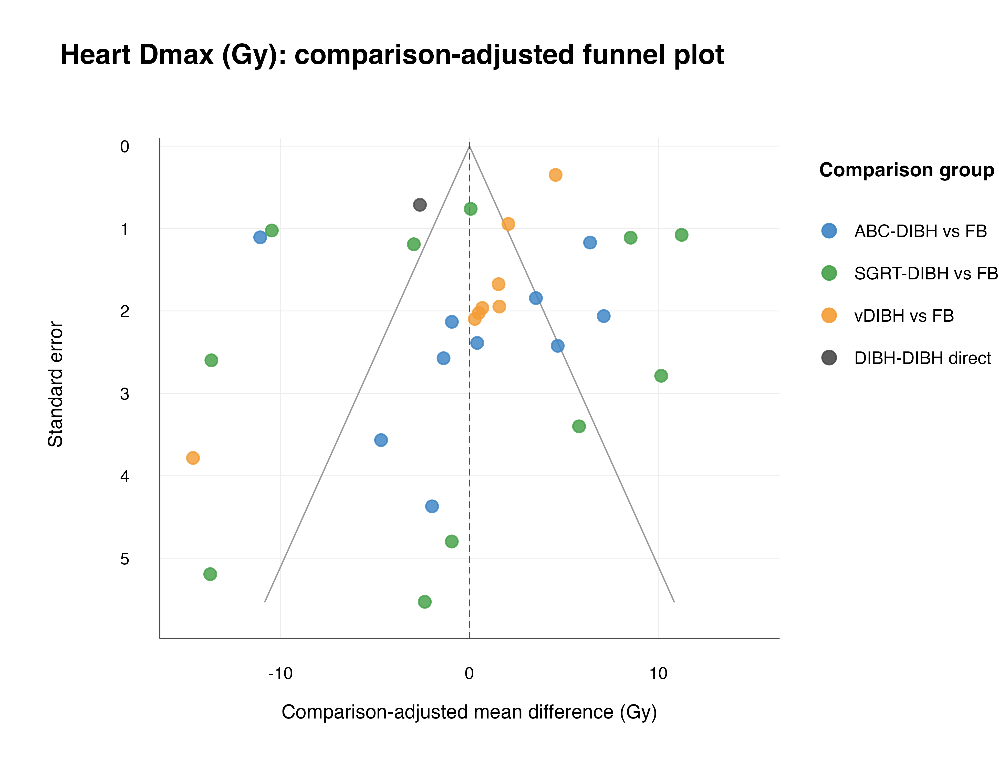 Heart Dmax (Gy): comparison-adjusted funnel plot
Comparison group
ABC-DIBH vs FB
SGRT-DIBH vs FB
vDIBH vs FB
DIBH-DIBH direct
Standard error
0
1
2
3
4
5
-10
0
10
Comparison-adjusted mean difference (Gy)